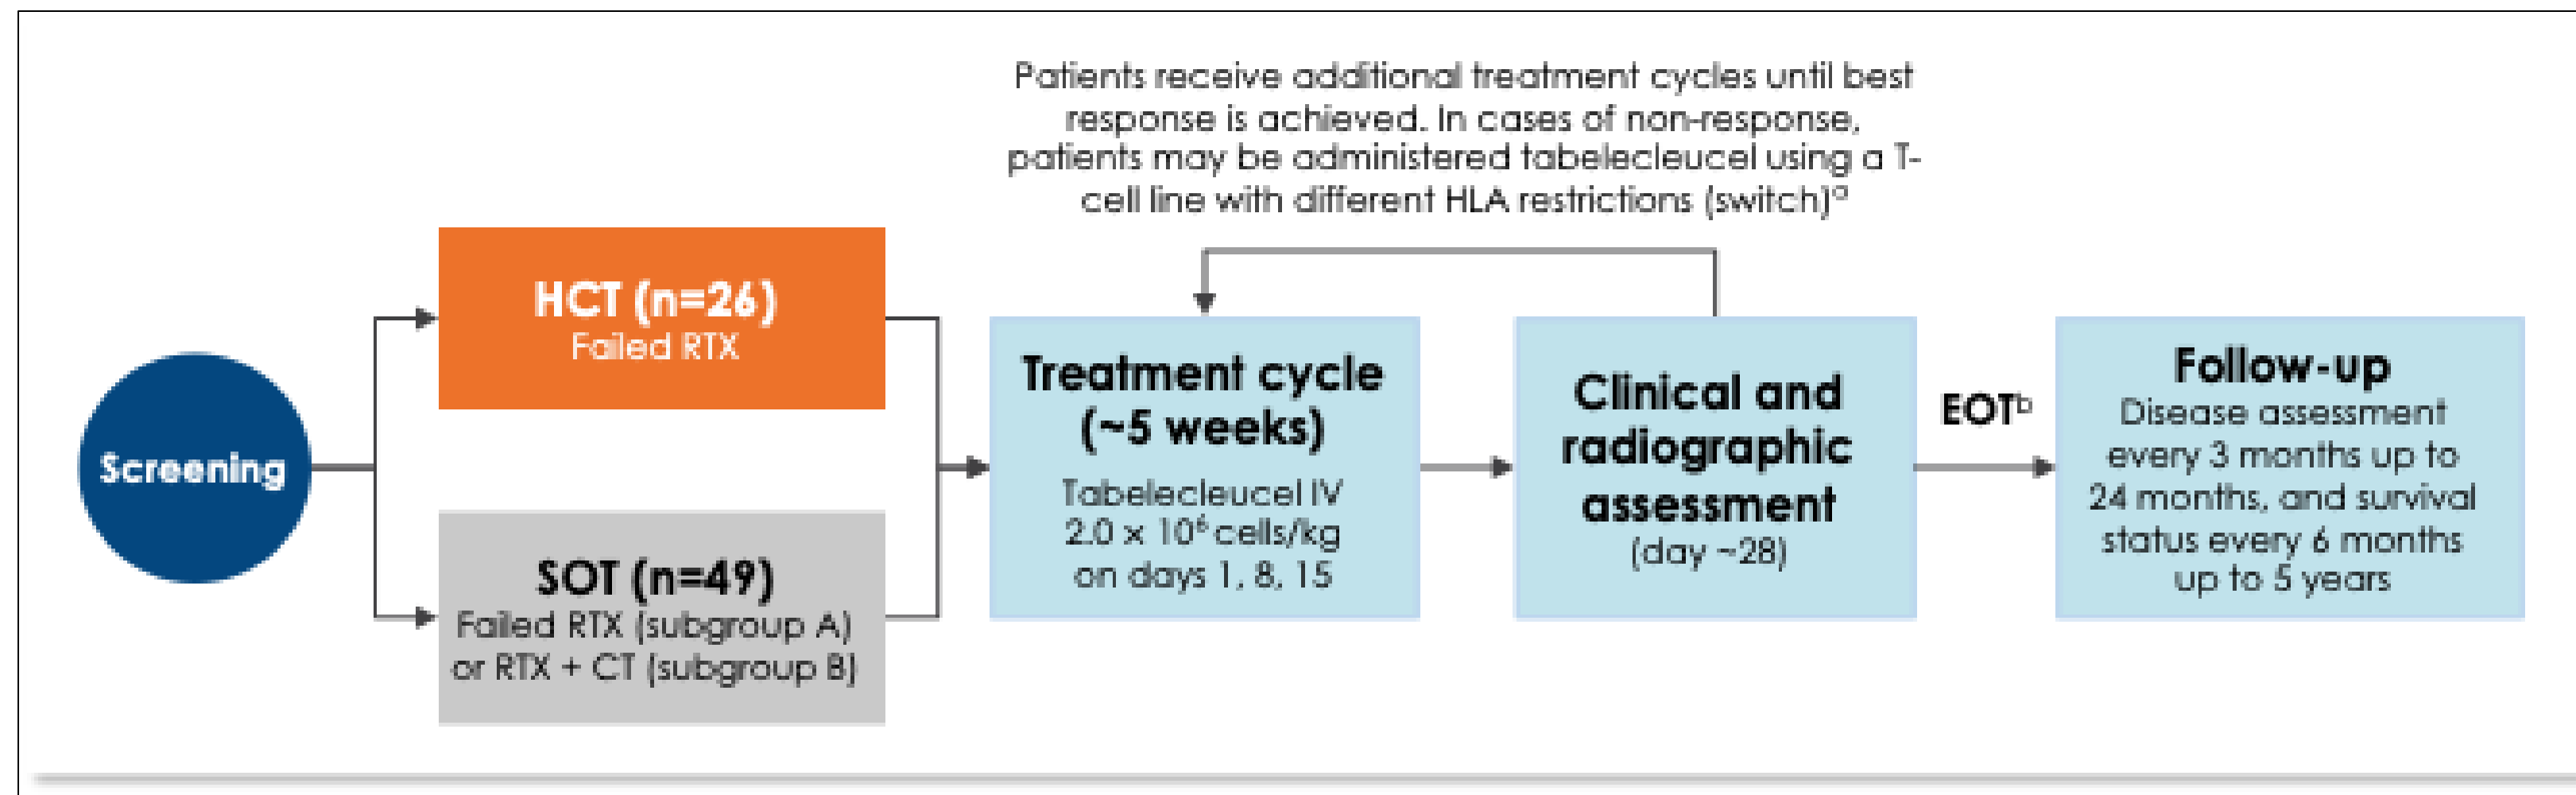 Patients receive additional treatment cycles until best
response is achieved. In cases of non-response,
patients may be administered tabelecleucel using a T-
cell line with different HLA restrictions (switch)ᵃ
Screening
HCT (n=26)
Failed RTX
SOT (n=49)
Failed RTX (subgroup A)
or RTX + CT (subgroup B)
Treatment cycle
(~5 weeks)
Tabelecleucel IV
2.0 x 10⁶ cells/kg
on days 1, 8, 15
Clinical and
radiographic
assessment
(day ~28)
EOTᵇ
Follow-up
Disease assessment
every 3 months up to
24 months, and survival
status every 6 months
up to 5 years